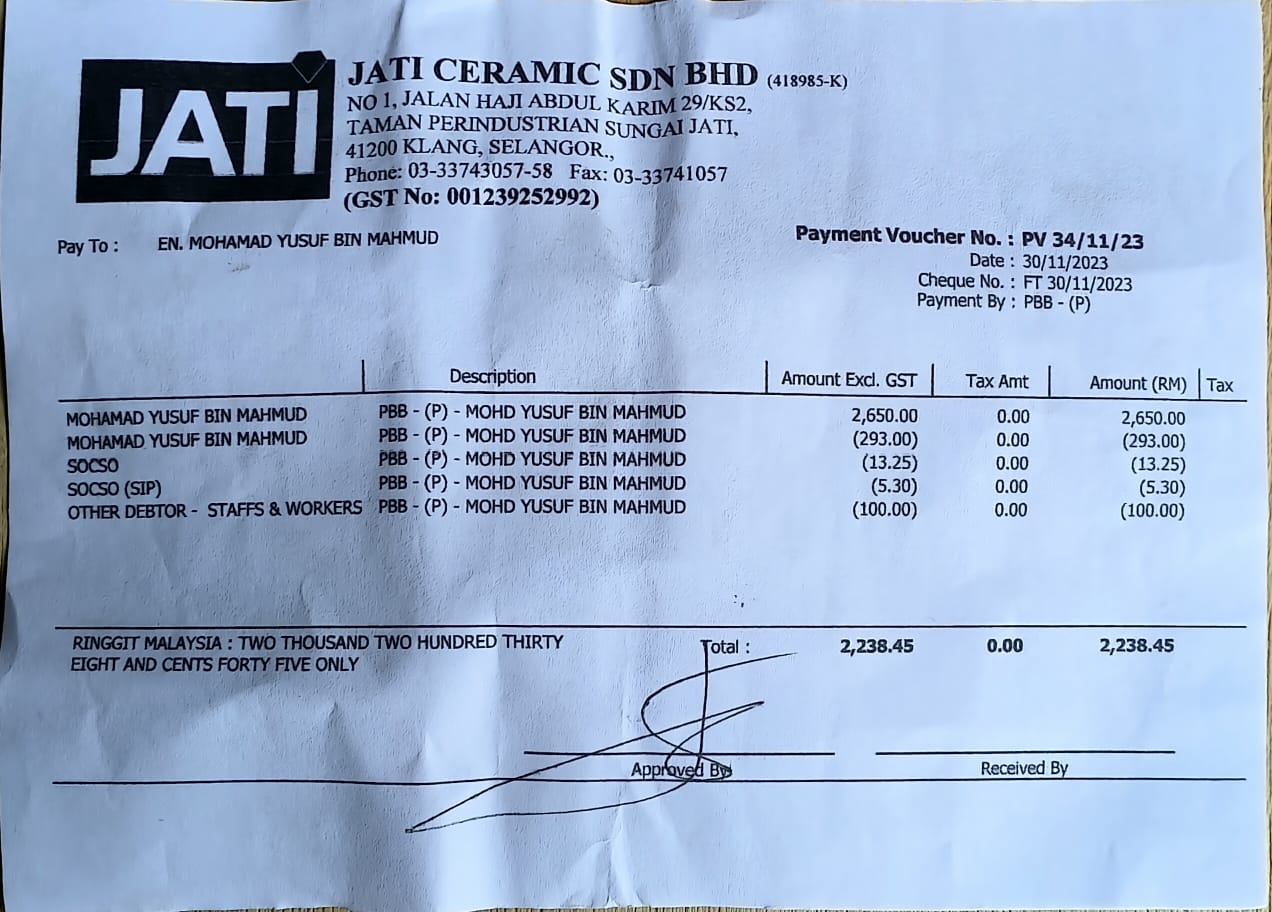 JATI
JATI CERAMIC SDN BHD (418985-K)
NO 1, JALAN HAJI ABDUL KARIM 29/KS2,
TAMAN PERINDUSTRIAN SUNGAI JATI,
41200 KLANG, SELANGOR.,
Phone: 03-33743057-58 Fax: 03-33741057
(GST No: 001239252992)
Pay To : EN. MOHAMAD YUSUF BIN MAHMUD
Payment Voucher No. : PV 34/11/23
Date : 30/11/2023
Cheque No. : FT 30/11/2023
Payment By : PBB - (P)
Description Amount Excl. GST Tax Amt Amount (RM) Tax
MOHAMAD YUSUF BIN MAHMUD PBB - (P) - MOHD YUSUF BIN MAHMUD 2,650.00 0.00 2,650.00
MOHAMAD YUSUF BIN MAHMUD PBB - (P) - MOHD YUSUF BIN MAHMUD (293.00) 0.00 (293.00)
SOCSO PBB - (P) - MOHD YUSUF BIN MAHMUD (13.25) 0.00 (13.25)
SOCSO (SIP) PBB - (P) - MOHD YUSUF BIN MAHMUD (5.30) 0.00 (5.30)
OTHER DEBTOR - STAFFS & WORKERS PBB - (P) - MOHD YUSUF BIN MAHMUD (100.00) 0.00 (100.00)
RINGGIT MALAYSIA : TWO THOUSAND TWO HUNDRED THIRTY Total : 2,238.45 0.00 2,238.45
EIGHT AND CENTS FORTY FIVE ONLY
Approved By Received By